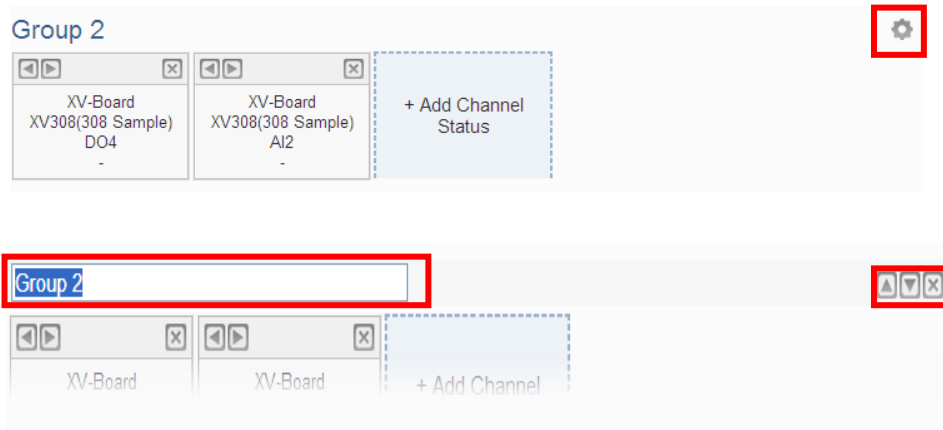 Group 2
XV-Board
XV308(308 Sample)
DO4
-
XV-Board
XV308(308 Sample)
AI2
-
+ Add Channel
Status
Group 2
XV-Board
XV-Board
+ Add Channel